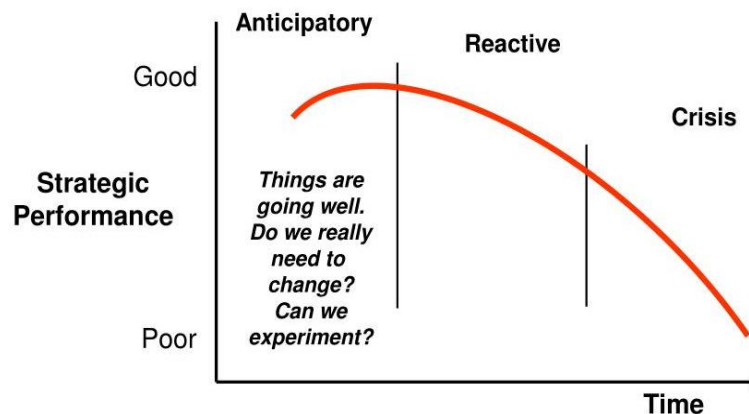 Anticipatory
Reactive
Good
Crisis
Strategic
Performance
Things are
going well.
Do we really
need to
change?
Can we
experiment?
Poor
Time